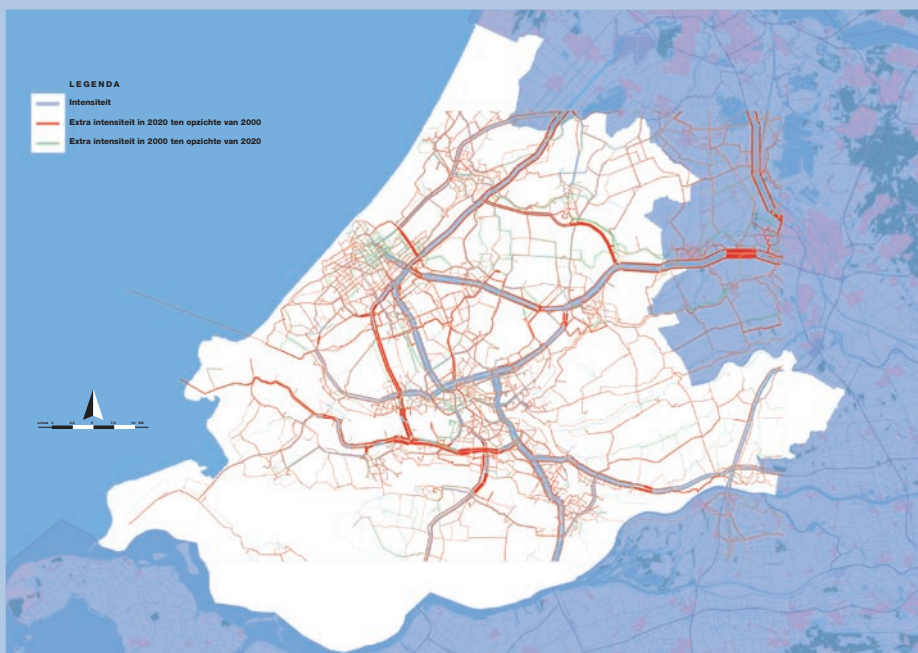 LEGENDA
Intensiteit
Extra intensiteit in 2020 ten opzichte van 2000
Extra intensiteit in 2000 ten opzichte van 2020